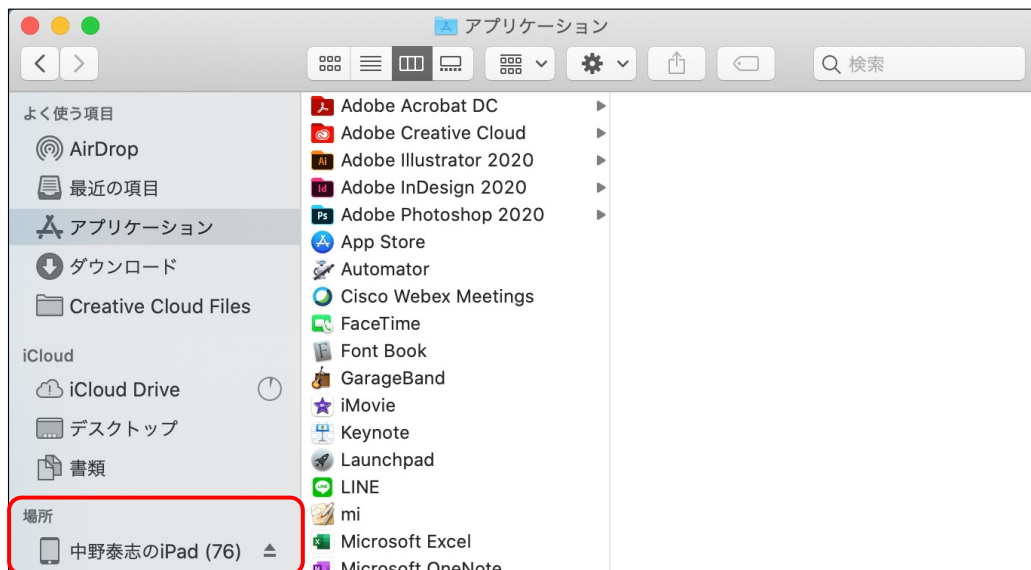 アプリケーション
検索
よく使う項目
AirDrop
最近の項目
アプリケーション
ダウンロード
Creative Cloud Files
iCloud
iCloud Drive
デスクトップ
書類
場所
中野泰志のiPad (76)
Adobe Acrobat DC
Adobe Creative Cloud
Adobe Illustrator 2020
Adobe InDesign 2020
Adobe Photoshop 2020
App Store
Automator
Cisco Webex Meetings
FaceTime
Font Book
GarageBand
iMovie
Keynote
Launchpad
LINE
mi
Microsoft Excel
Microsoft OneNote